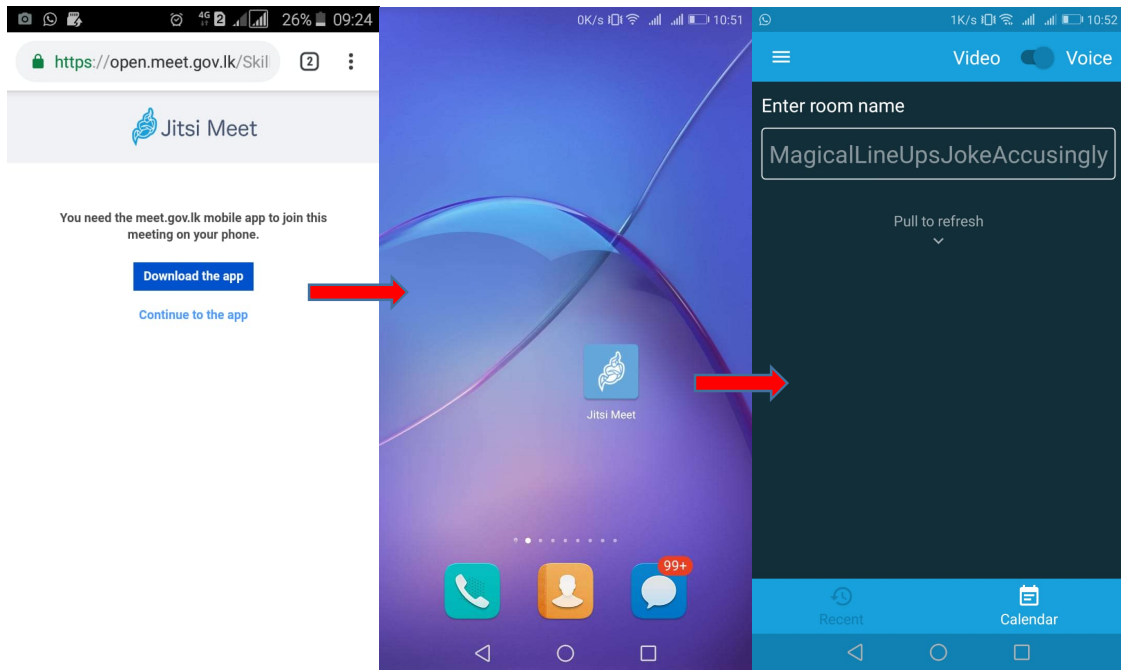 4G 2 26% 09:24
https://open.meet.gov.lk/Skil 2
Jitsi Meet
You need the meet.gov.lk mobile app to join this
meeting on your phone.
Download the app
Continue to the app
0K/s 10:51
Jitsi Meet
99+
1K/s 10:52
Video Voice
Enter room name
MagicalLineUpsJokeAccusingly
Pull to refresh
Recent Calendar